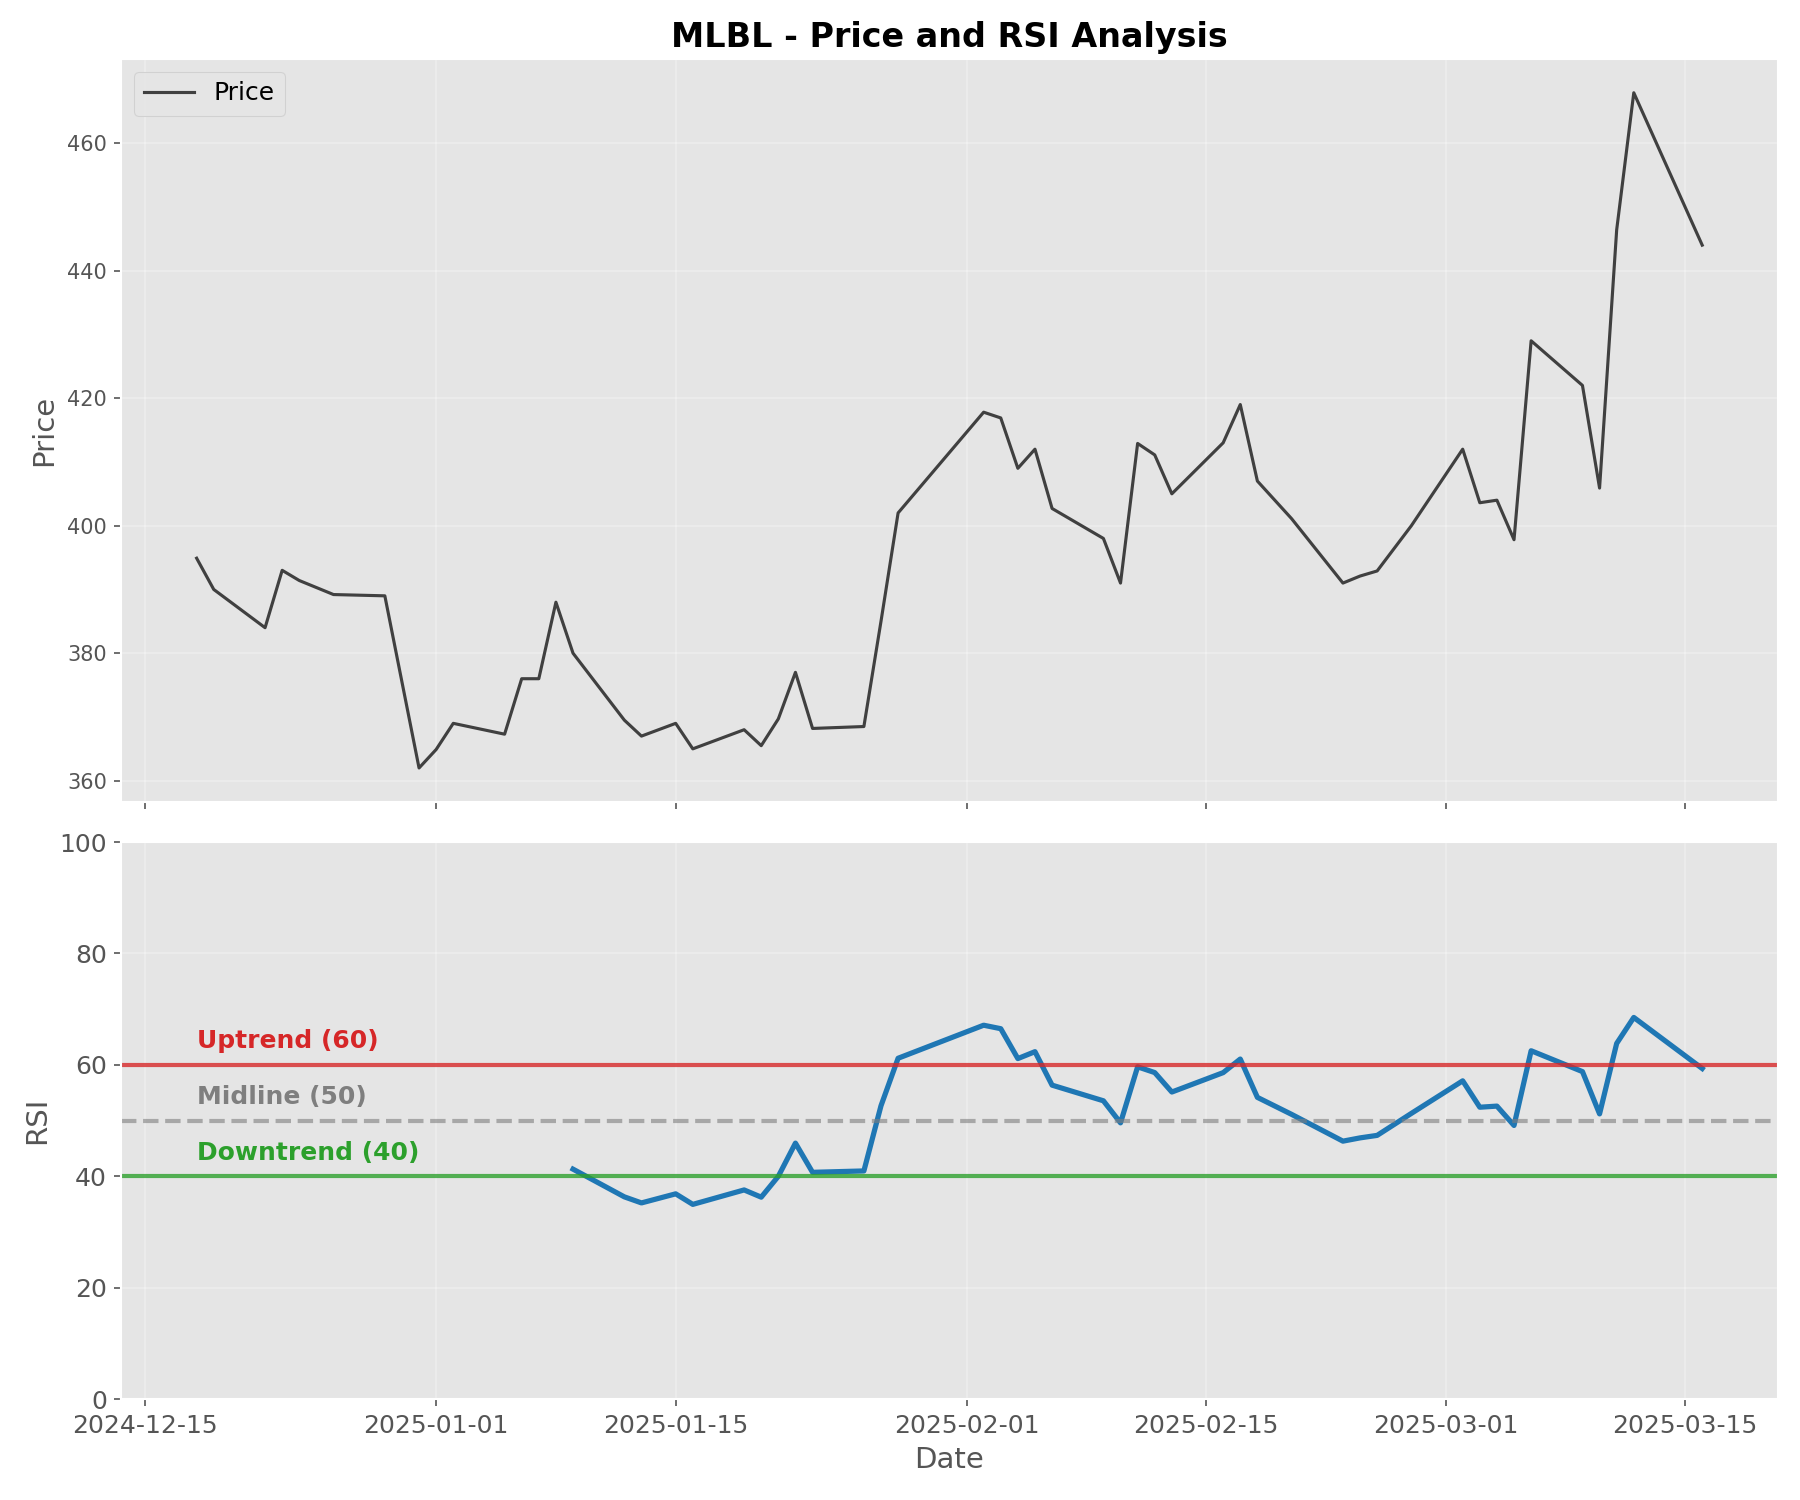 MLBL - Price and RSI Analysis
Price
460
440
420
400
380
360
Price
100
80
60
40
20
0
RSI
Uptrend (60)
Midline (50)
Downtrend (40)
2024-12-15
2025-01-01
2025-01-15
2025-02-01
2025-02-15
2025-03-01
2025-03-15
Date